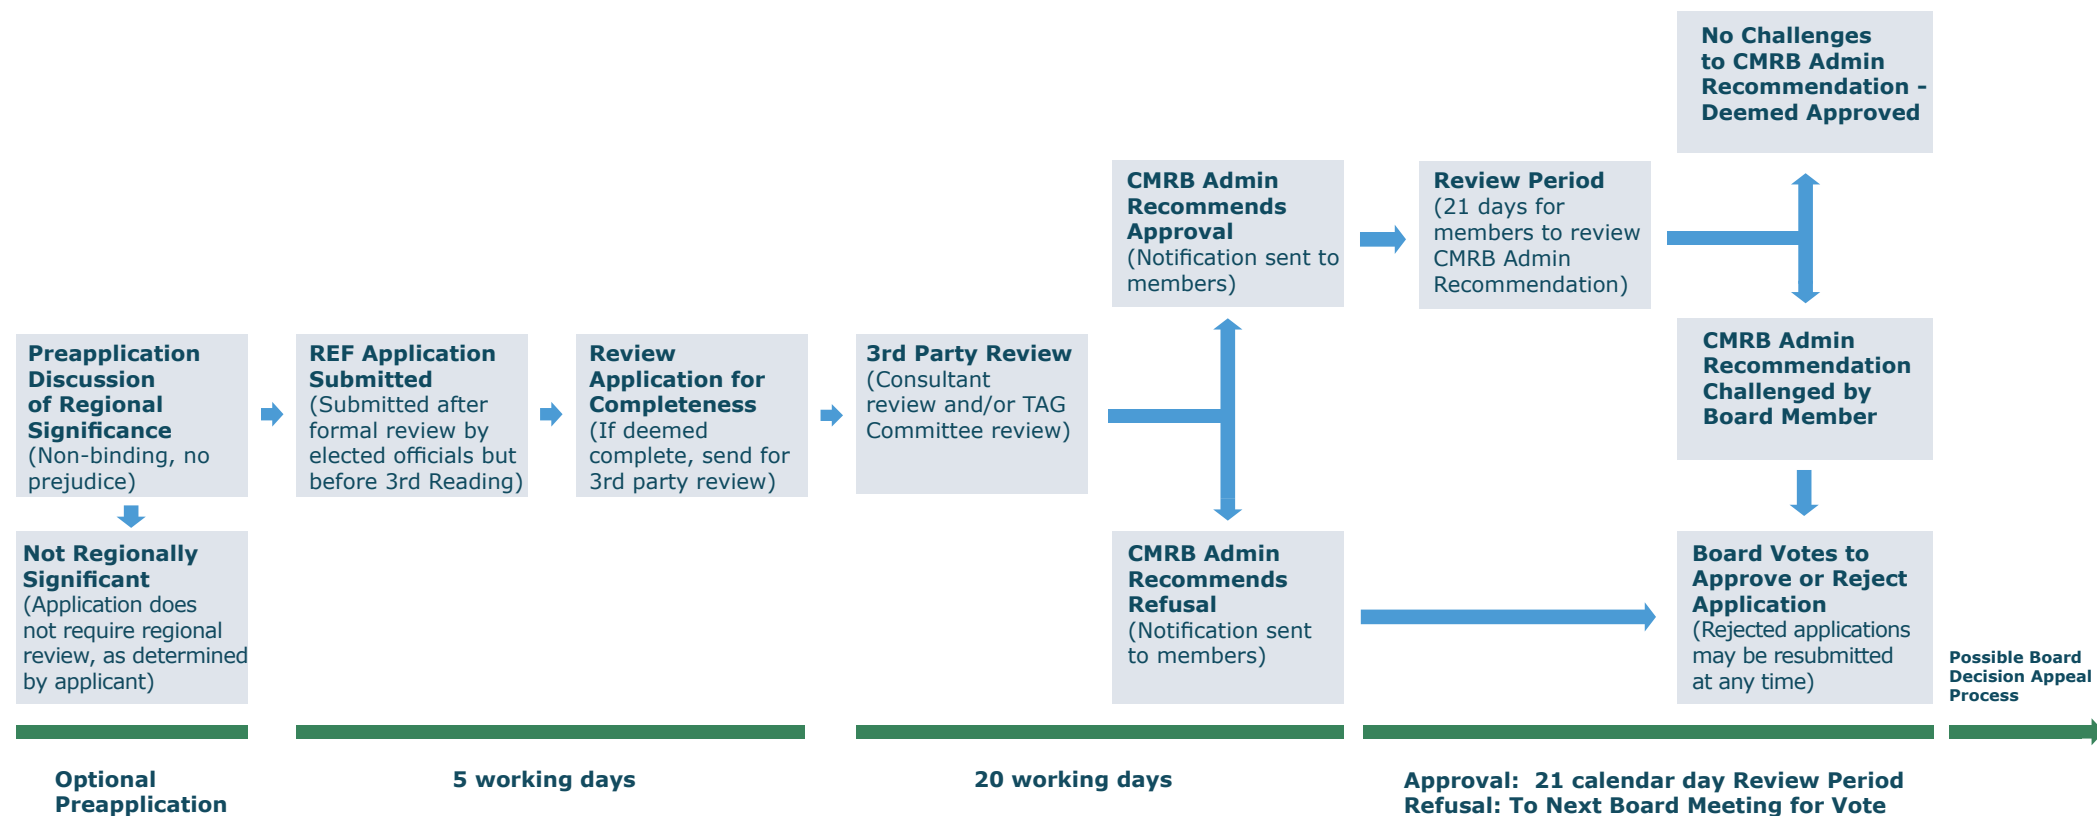 No Challenges
to CMRB Admin
Recommendation -
Deemed Approved
CMRB Admin
Recommends
Approval
(Notification sent to
members)
Review Period
(21 days for
members to review
CMRB Admin
Recommendation)
Preapplication
Discussion
of Regional
Significance
(Non-binding, no
prejudice)
REF Application
Submitted
(Submitted after
formal review by
elected officials but
before 3rd Reading)
Review
Application for
Completeness
(If deemed
complete, send for
3rd party review)
3rd Party Review
(Consultant
review and/or TAG
Committee review)
CMRB Admin
Recommendation
Challenged by
Board Member
Not Regionally
Significant
(Application does
not require regional
review, as determined
by applicant)
CMRB Admin
Recommends
Refusal
(Notification sent
to members)
Board Votes to
Approve or Reject
Application
(Rejected applications
may be resubmitted
at any time)
Possible Board
Decision Appeal
Process
Optional
Preapplication
5 working days
20 working days
Approval:  21 calendar day Review Period
Refusal: To Next Board Meeting for Vote